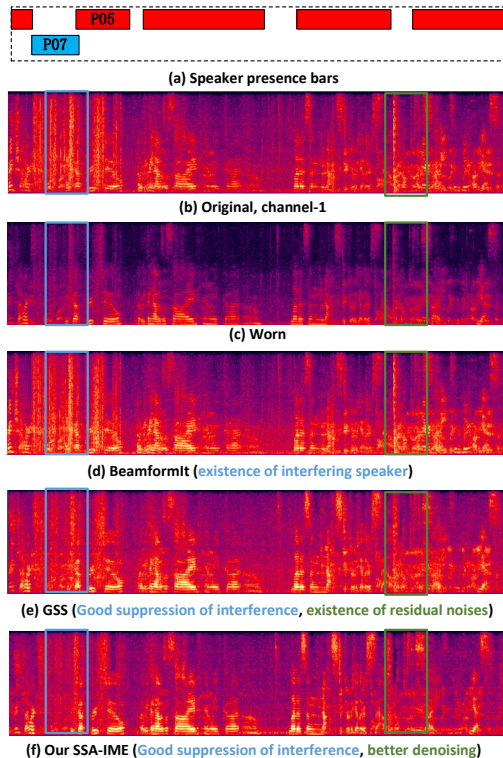 P05
P07
(a) Speaker presence bars
(b) Original, channel-1
(c) Worn
(d) BeamformIt (existence of interfering speaker)
(e) GSS (Good suppression of interference, existence of residual noises)
(f) Our SSA-IME (Good suppression of interference, better denoising)